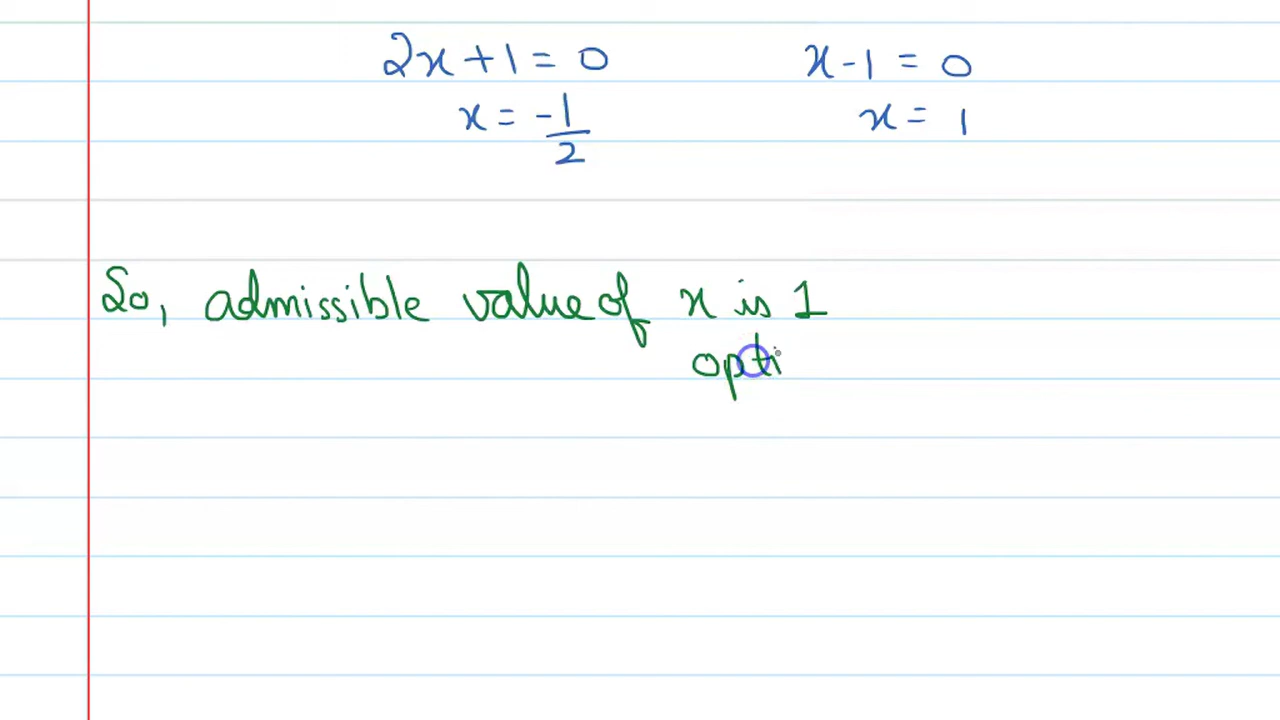 2x + 1 = 0    x - 1 = 0
x = -1/2    x = 1
So, admissible value of x is 1
opti